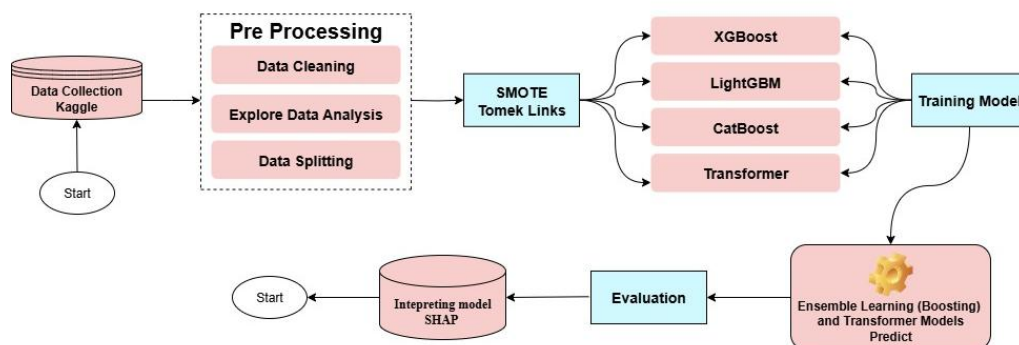 Pre Processing
Data Collection
Kaggle
Data Cleaning
Explore Data Analysis
Data Splitting
Start
SMOTE
Tomek Links
XGBoost
LightGBM
CatBoost
Transformer
Training Model
Start
Intepreting model
SHAP
Evaluation
Ensemble Learning (Boosting)
and Transformer Models
Predict